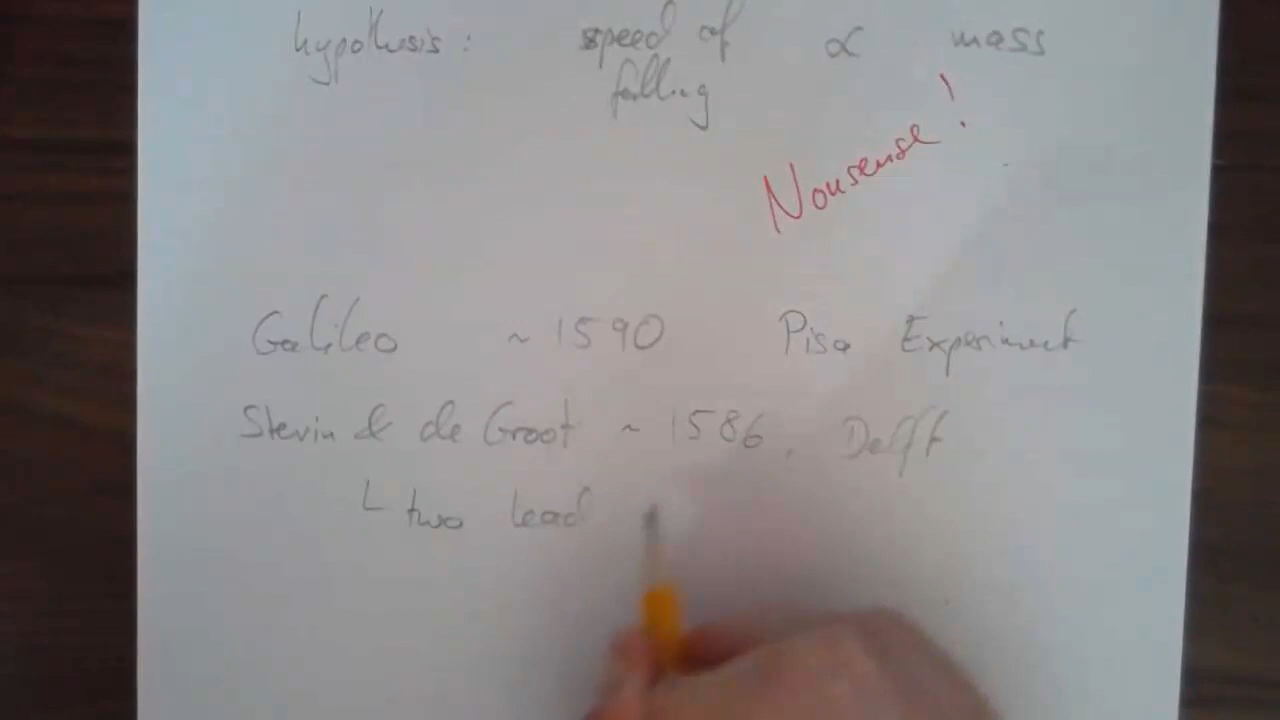 hypothesis: speed of ∝ mass
falling
Nonsense!
Galileo ~1590 Pisa Experiment
Stevin & de Groot ~1586, Delft
└ two lead